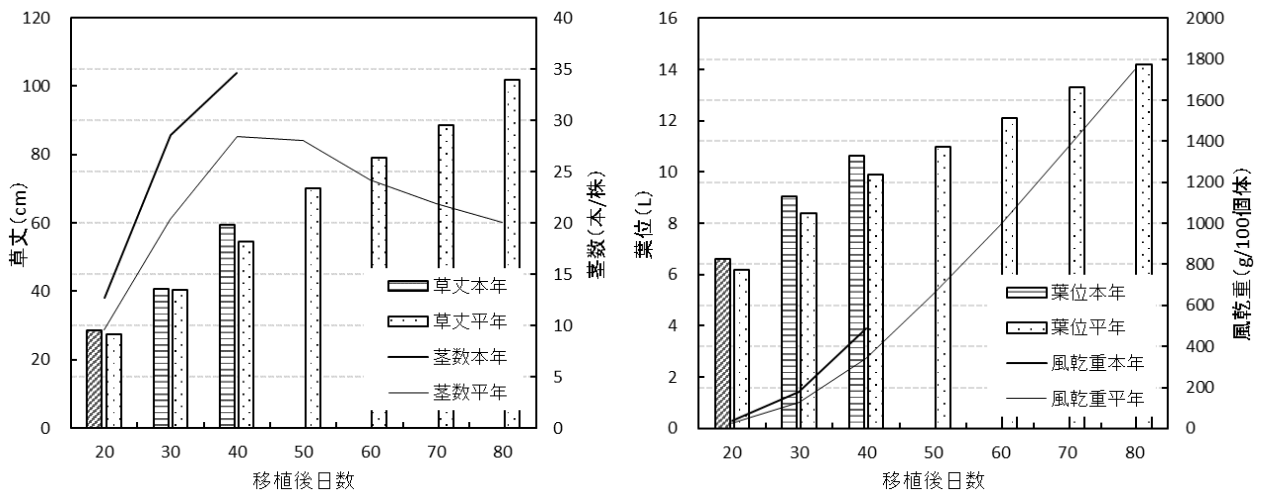 120
100
80
60
40
20
0
草丈(cm)
40
35
30
25
20
15
10
5
0
茎数(本/株)
草丈本年
草丈平年
茎数本年
茎数平年
20 30 40 50 60 70 80
移植後日数
16
14
12
10
8
6
4
2
0
葉位(L)
2000
1800
1600
1400
1200
1000
800
600
400
200
0
風乾重(g/100個体)
葉位本年
葉位平年
風乾重本年
風乾重平年
20 30 40 50 60 70 80
移植後日数